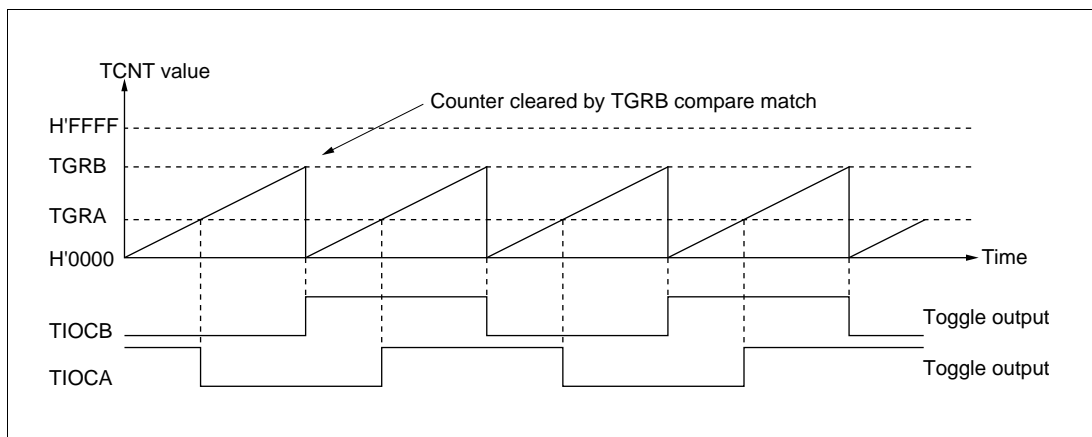 TCNT value
Counter cleared by TGRB compare match
H'FFFF
TGRB
TGRA
H'0000
Time
TIOCB
Toggle output
TIOCA
Toggle output